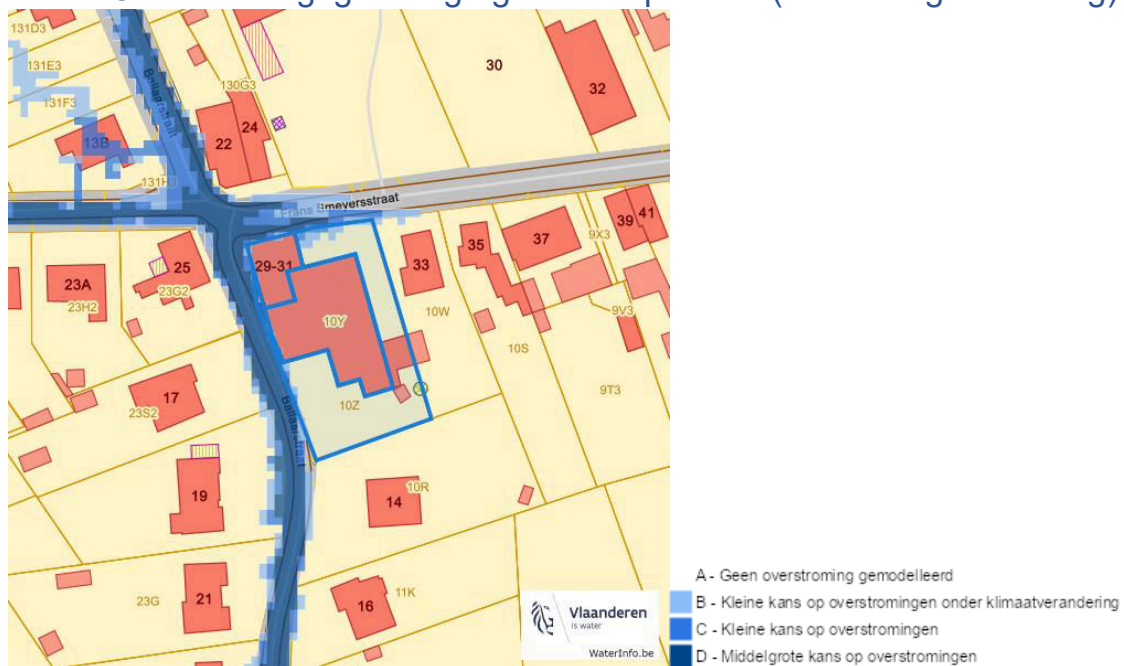 131D3
30
131E3
32
130G3
131F3
Ballaarstraat
24
13B
22
131H3
Frans Smeyersstraat
39 41
35
37
9X3
29-31
33
25
23A
23G2
23H2
10W
9V3
10Y
10S
17
9T3
23S2
10Z
Ballaarstraat
10R
14
19
A - Geen overstroming gemodelleerd
23G
21
11K
16
Vlaanderen
is water
WaterInfo.be
B - Kleine kans op overstromingen onder klimaatverandering
C - Kleine kans op overstromingen
D - Middelgrote kans op overstromingen